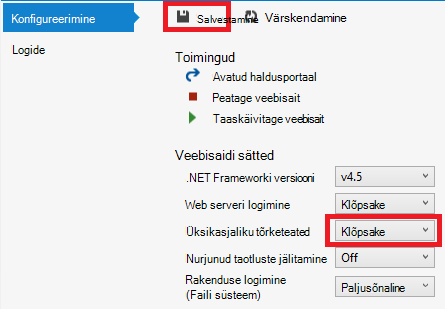 Konfigureerimine
Salvestamine
Värskendamine
Logide
Toimingud
Avatud haldusportaal
Peatage veebisait
Taaskäivitage veebisait
Veebisaidi sätted
.NET Frameworki versiooni v4.5
Web serveri logimine Klõpsake
Üksikasjaliku tõrketeated Klõpsake
Nurjunud taotluste jälitamine Off
Rakenduse logimine
(Faili süsteem) Paljusõnaline